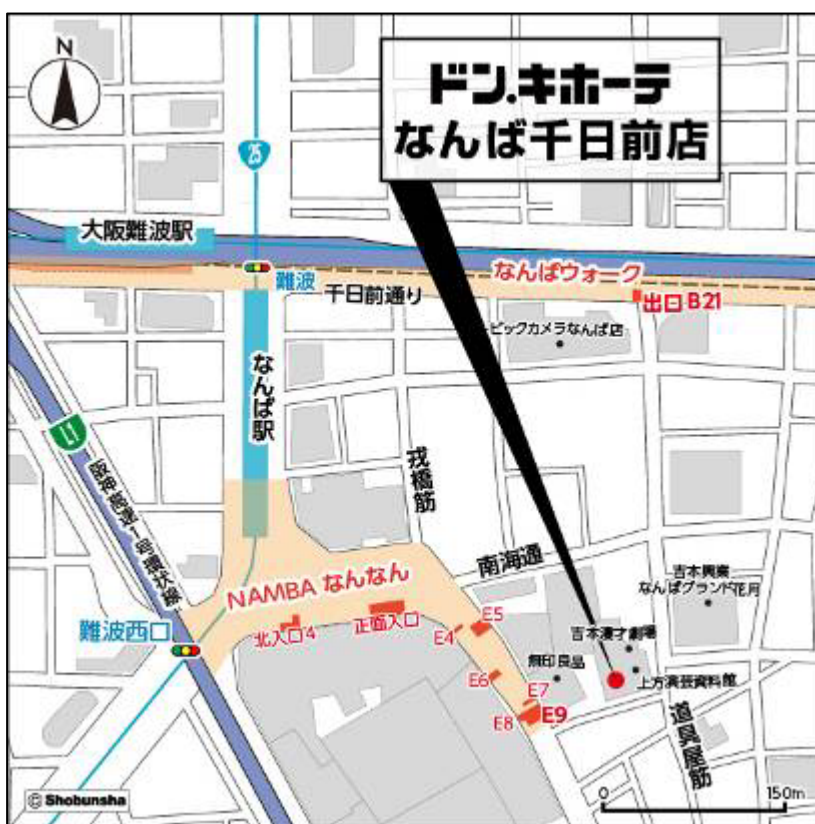 N
ドン.キホーテ
なんば千日前店
25
大阪難波駅
難波
なんばウォーク
千日前通り
出口 B21
ビックカメラなんば店
なんば駅
L1
阪神高速1号環状線
戎橋筋
南海通
NAMBA なんなん
吉本興業
なんばグランド花月
難波西口
北入口4
正面入口
E4
E5
吉本漫才劇場
無印良品
E6
上方演芸資料館
E7
E8
E9
道具屋筋
© Shobunsha
0
150m